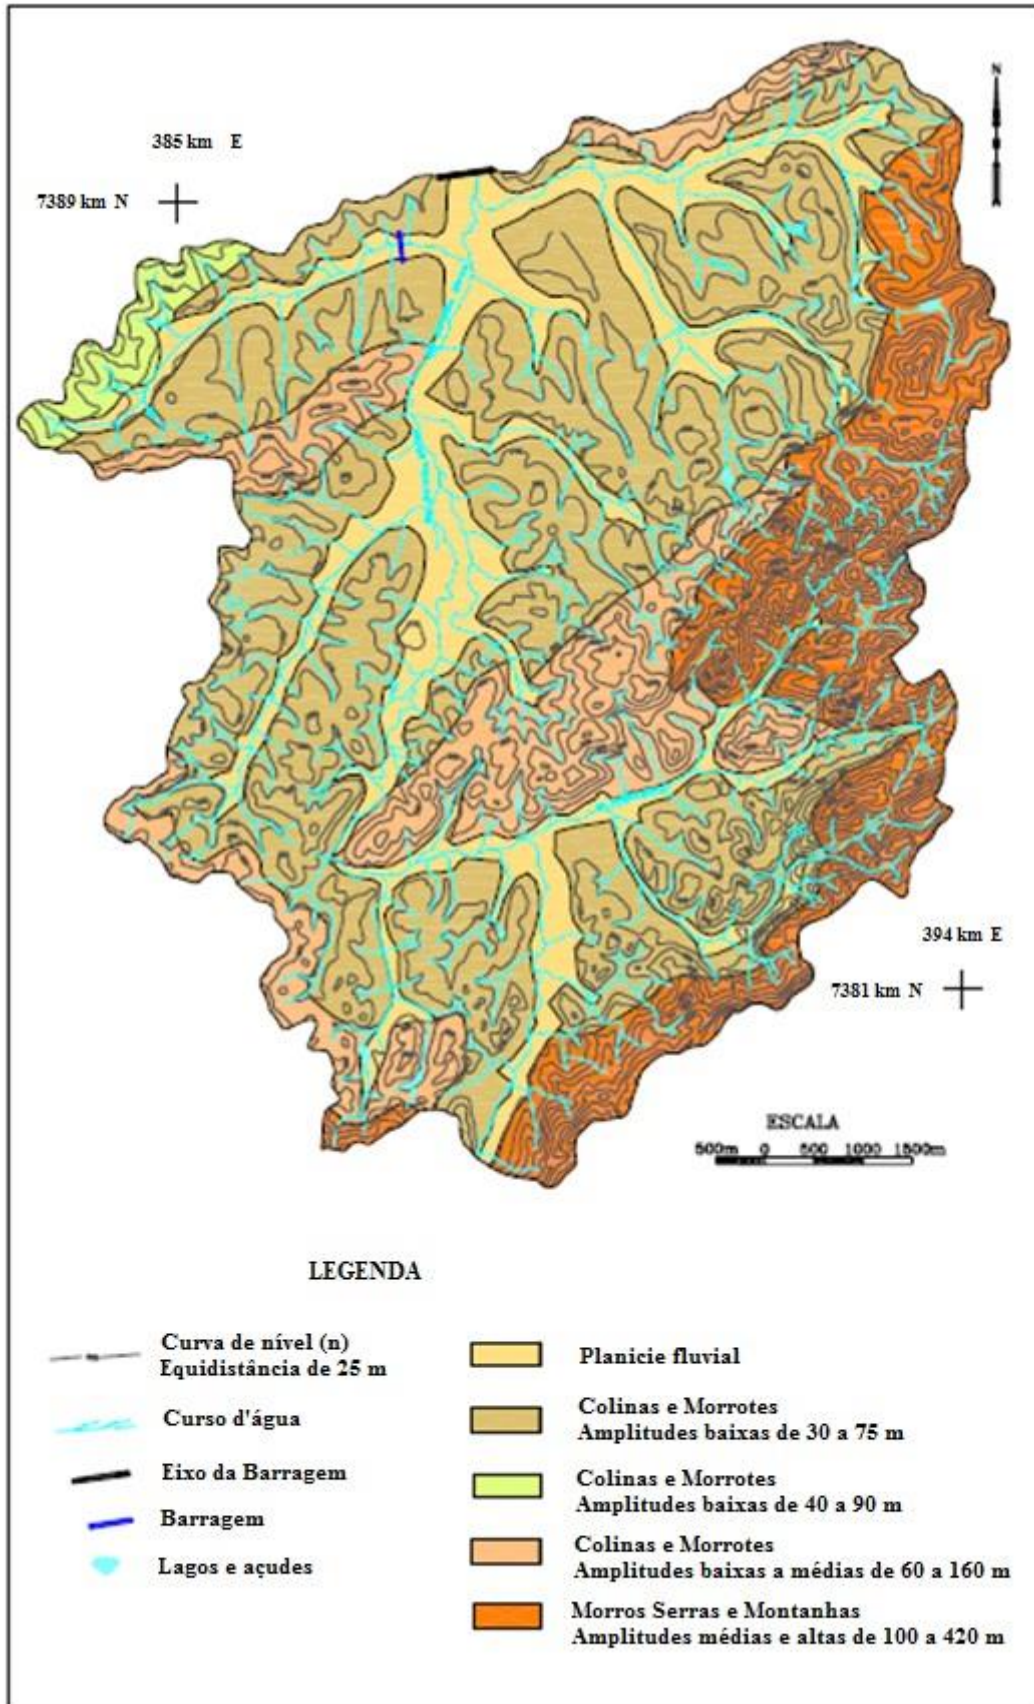 N
385 km E
7389 km N
394 km E
7381 km N
ESCALA
500m 0 500 1000 1500m
LEGENDA
Curva de nível (n)
Equidistância de 25 m
Curso d'água
Eixo da Barragem
Barragem
Lagos e açudes
Planicie fluvial
Colinas e Morrotes
Amplitudes baixas de 30 a 75 m
Colinas e Morrotes
Amplitudes baixas de 40 a 90 m
Colinas e Morrotes
Amplitudes baixas a médias de 60 a 160 m
Morros Serras e Montanhas
Amplitudes médias e altas de 100 a 420 m